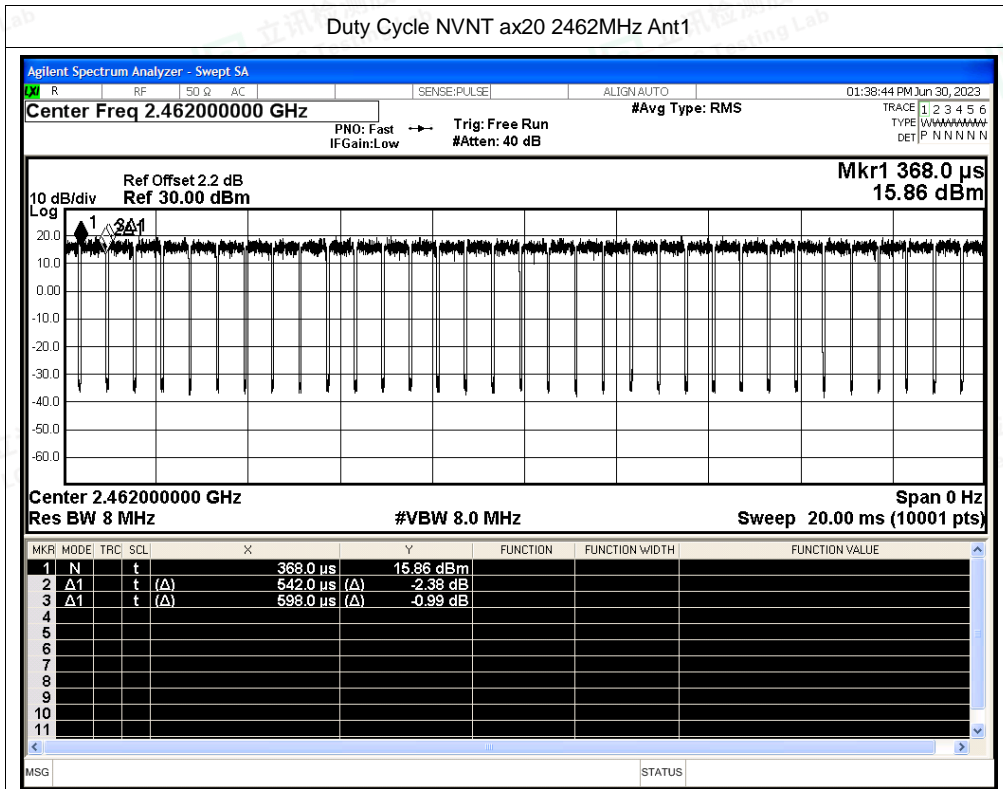 Duty Cycle NVNT ax20 2462MHz Ant1
Agilent Spectrum Analyzer - Swept SA
LXI R RF 50 Ω AC SENSE:PULSE ALIGN AUTO 01:38:44 PM Jun 30, 2023
Center Freq 2.462000000 GHz #Avg Type: RMS TRACE 1 2 3 4 5 6
PNO: Fast Trig: Free Run TYPE
IFGain:Low #Atten: 40 dB DET P N N N N N
Mkr1 368.0 µs
Ref Offset 2.2 dB
10 dB/div Ref 30.00 dBm 15.86 dBm
Log
1 3Δ1
20.0
10.0
0.00
-10.0
-20.0
-30.0
-40.0
-50.0
-60.0
Center 2.462000000 GHz Span 0 Hz
Res BW 8 MHz #VBW 8.0 MHz Sweep 20.00 ms (10001 pts)
MKR MODE TRC SCL X Y FUNCTION FUNCTION WIDTH FUNCTION VALUE
1 N t 368.0 µs 15.86 dBm
2 Δ1 t (Δ) 542.0 µs (Δ) -2.38 dB
3 Δ1 t (Δ) 598.0 µs (Δ) -0.99 dB
4
5
6
7
8
9
10
11
MSG STATUS